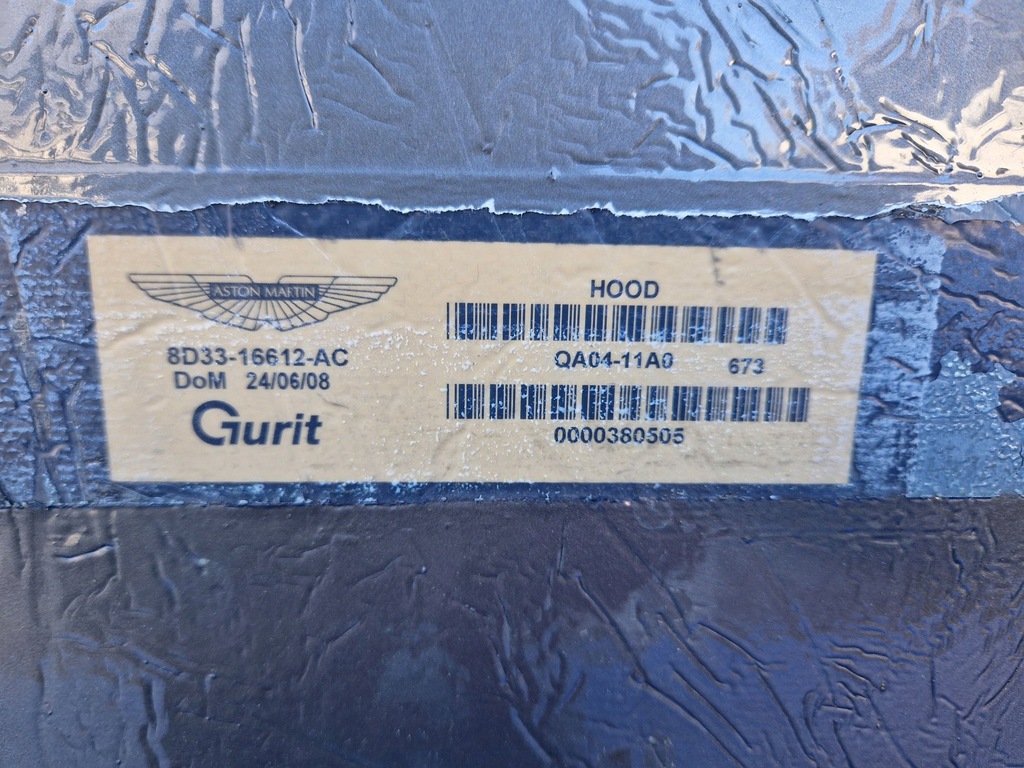 ASTON MARTIN
8D33-16612-AC
DoM 24/06/08
Gurit
HOOD
QA04-11A0 673
0000380505